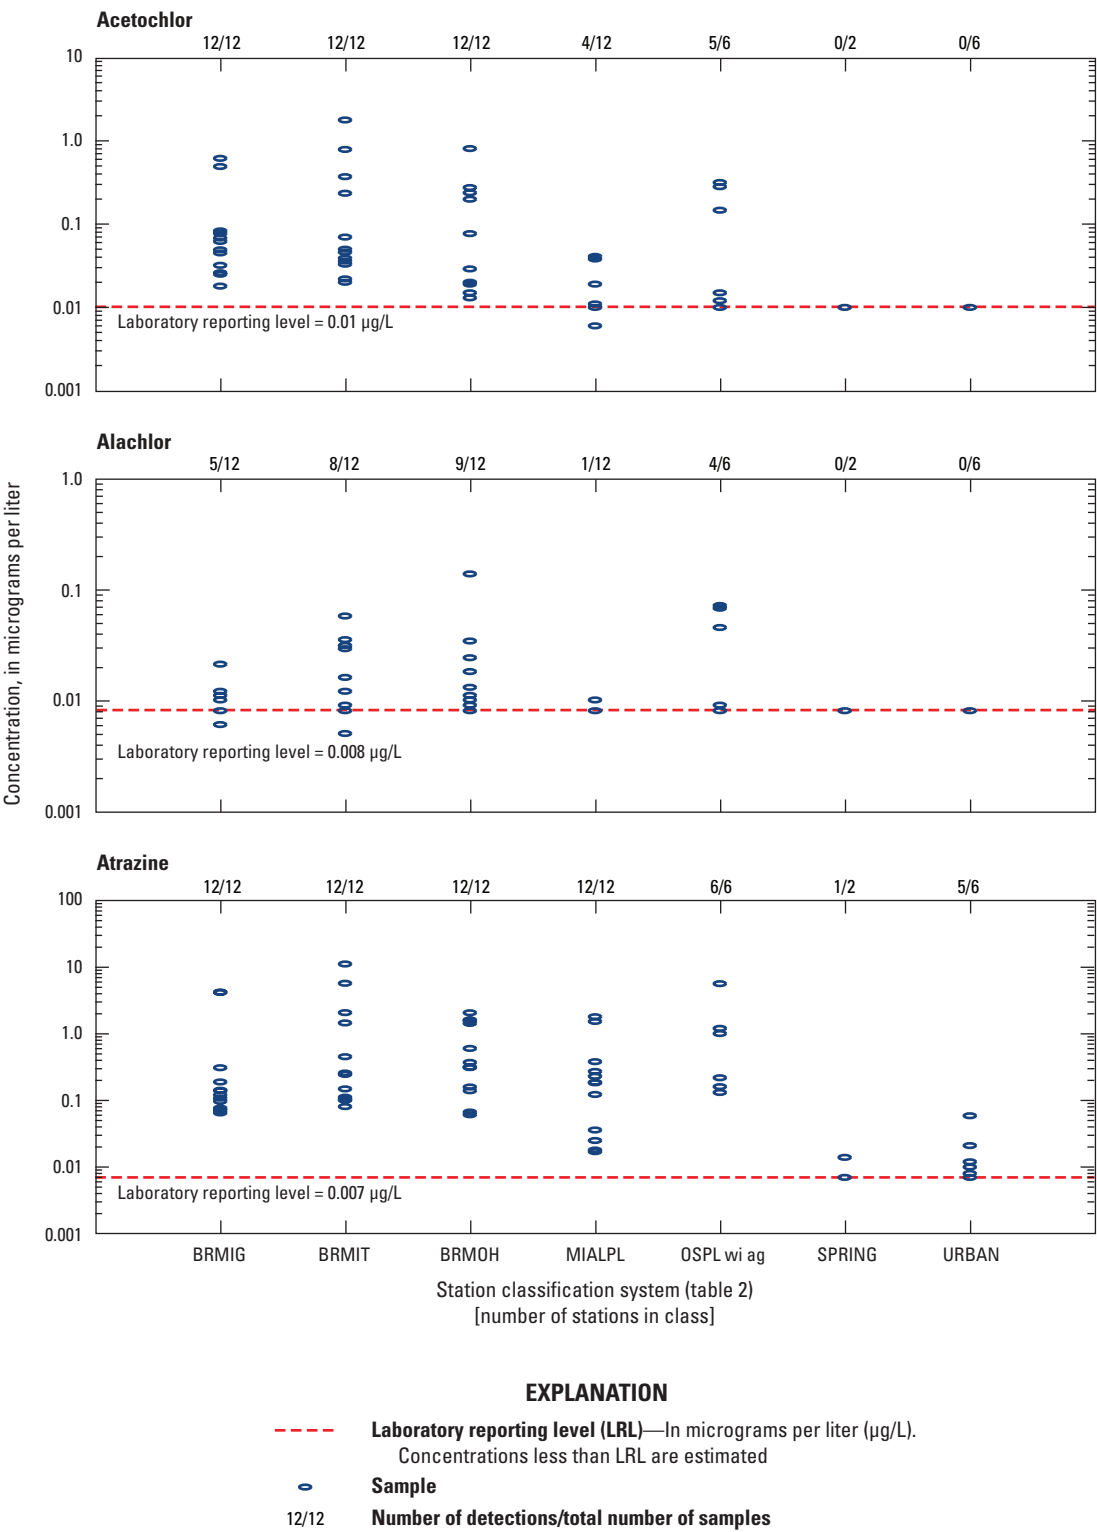 Acetochlor
12/12 12/12 12/12 4/12 5/6 0/2 0/6
10
1.0
0.1
0.01
Laboratory reporting level = 0.01 µg/L
0.001
Alachlor
5/12 8/12 9/12 1/12 4/6 0/2 0/6
1.0
0.1
0.01
Laboratory reporting level = 0.008 µg/L
0.001
Concentration, in micrograms per liter
Atrazine
12/12 12/12 12/12 12/12 6/6 1/2 5/6
100
10
1.0
0.1
0.01
Laboratory reporting level = 0.007 µg/L
0.001
BRMIG BRMIT BRMOH MIALPL OSPL wi ag SPRING URBAN
Station classification system (table 2)
[number of stations in class]
EXPLANATION
Laboratory reporting level (LRL)—In micrograms per liter (µg/L).
Concentrations less than LRL are estimated
Sample
12/12 Number of detections/total number of samples